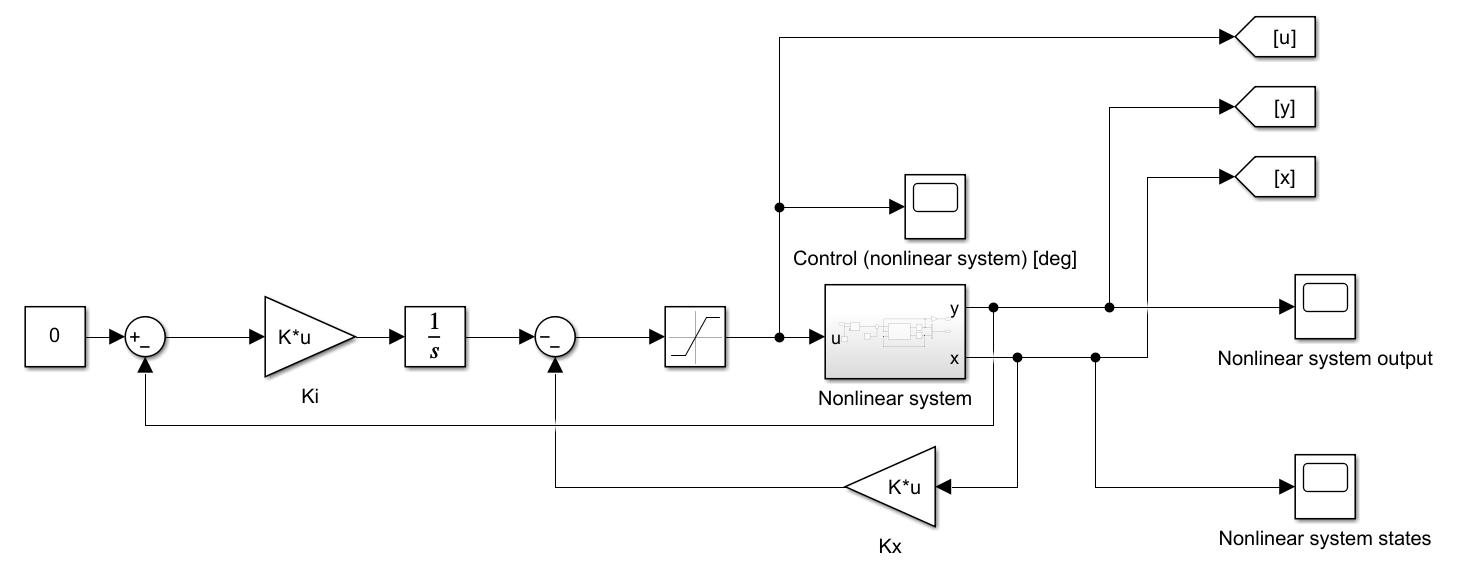 [u]
[y]
[x]
Control (nonlinear system) [deg]
0
+
−
K*u
Ki
1
s
−
−
u
y
x
Nonlinear system
Nonlinear system output
K*u
Kx
Nonlinear system states